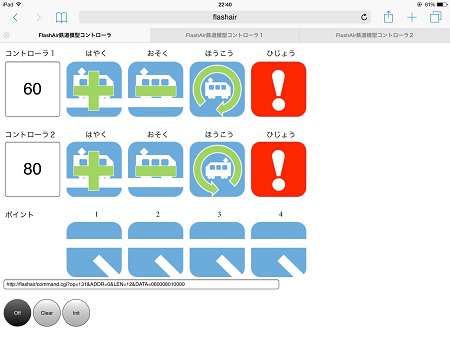 iPad 22:40 61%
flashair
FlashAir鉄道模型コントローラ FlashAir鉄道模型コントローラ1 FlashAir鉄道模型コントローラ2
コントローラ1 はやく おそく ほうこう ひじょう
60
コントローラ2 はやく おそく ほうこう ひじょう
80
ポイント 1 2 3 4
http://flashair/command.cgi?op=131&ADDR=0&LEN=12&DATA=060008010000
Off Clear Init